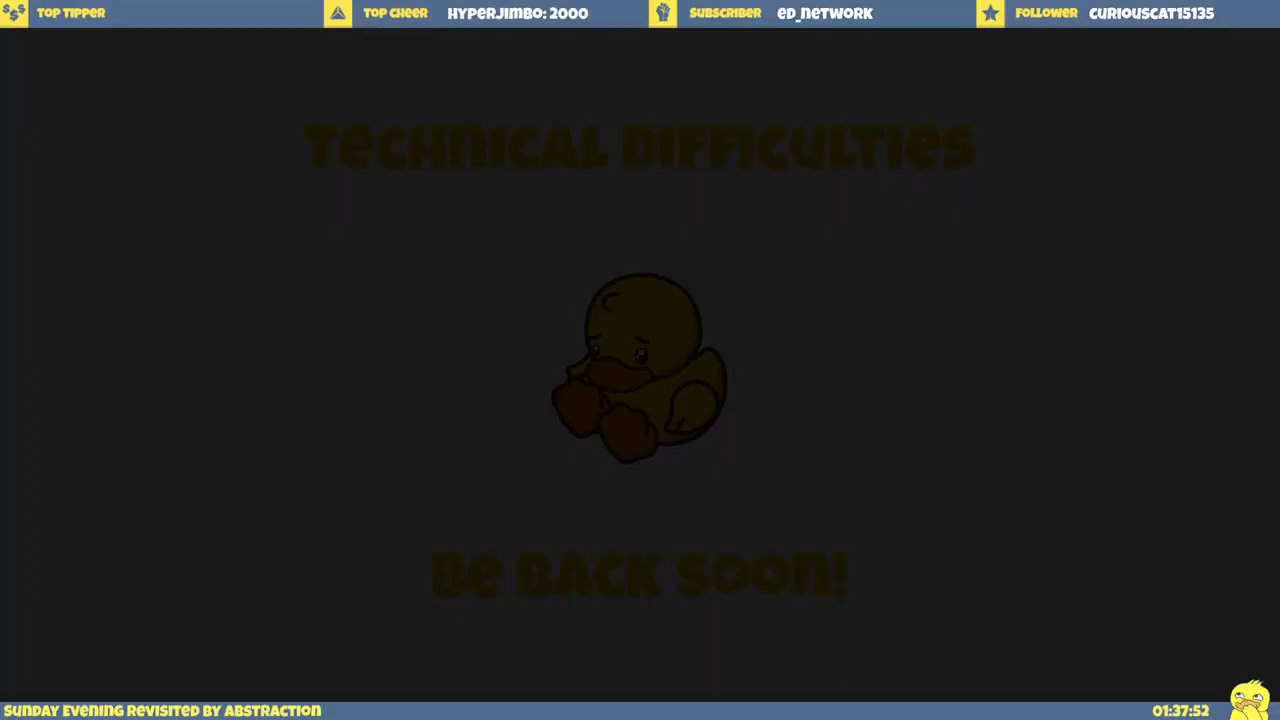 $$$ TOP TIPPER TOP CHEER HYPERJIMBO: 2000 SUBSCRIBER ED_NETWORK FOLLOWER CURIOUSCAT15135
TECHNICAL DIFFICULTIES
BE BACK SOON!
SUNDAY EVENING REVISITED BY ABSTRACTION 01:37:52